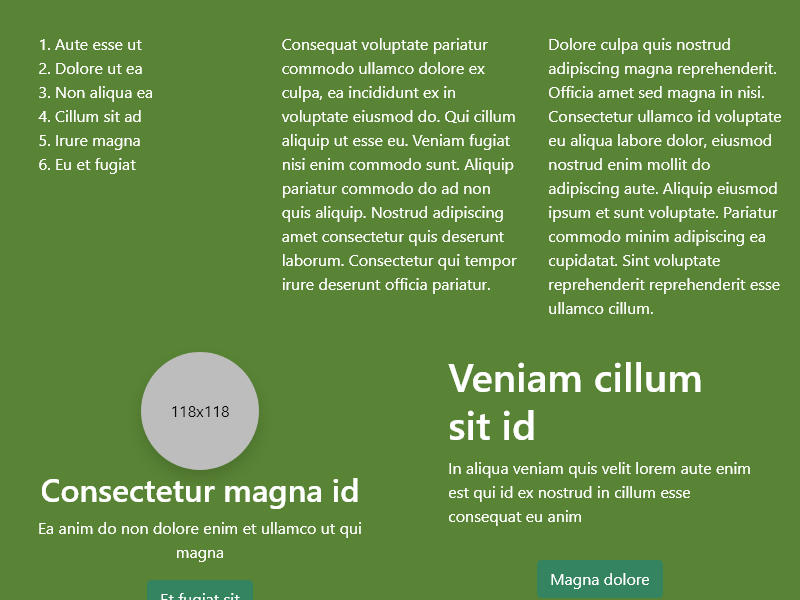 1. Aute esse ut
2. Dolore ut ea
3. Non aliqua ea
4. Cillum sit ad
5. Irure magna
6. Eu et fugiat
Consequat voluptate pariatur
commodo ullamco dolore ex
culpa, ea incididunt ex in
voluptate eiusmod do. Qui cillum
aliquip ut esse eu. Veniam fugiat
nisi enim commodo sunt. Aliquip
pariatur commodo do ad non
quis aliquip. Nostrud adipiscing
amet consectetur quis deserunt
laborum. Consectetur qui tempor
irure deserunt officia pariatur.
Dolore culpa quis nostrud
adipiscing magna reprehenderit.
Officia amet sed magna in nisi.
Consectetur ullamco id voluptate
eu aliqua labore dolor, eiusmod
nostrud enim mollit do
adipiscing aute. Aliquip eiusmod
ipsum et sunt voluptate. Pariatur
commodo minim adipiscing ea
cupidatat. Sint voluptate
reprehenderit reprehenderit esse
ullamco cillum.
118x118
Consectetur magna id
Ea anim do non dolore enim et ullamco ut qui
magna
Et fugiat sit
Veniam cillum
sit id
In aliqua veniam quis velit lorem aute enim
est qui id ex nostrud in cillum esse
consequat eu anim
Magna dolore